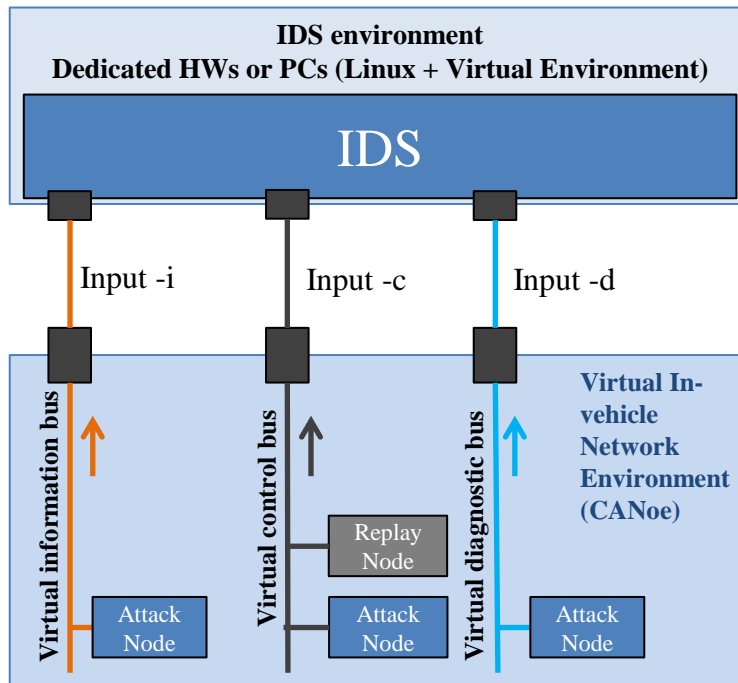 IDS environment
Dedicated HWs or PCs (Linux + Virtual Environment)
IDS
Input -i
Input -c
Input -d
Virtual information bus
Virtual control bus
Virtual diagnostic bus
Virtual In-
vehicle
Network
Environment
(CANoe)
Replay
Node
Attack
Node
Attack
Node
Attack
Node